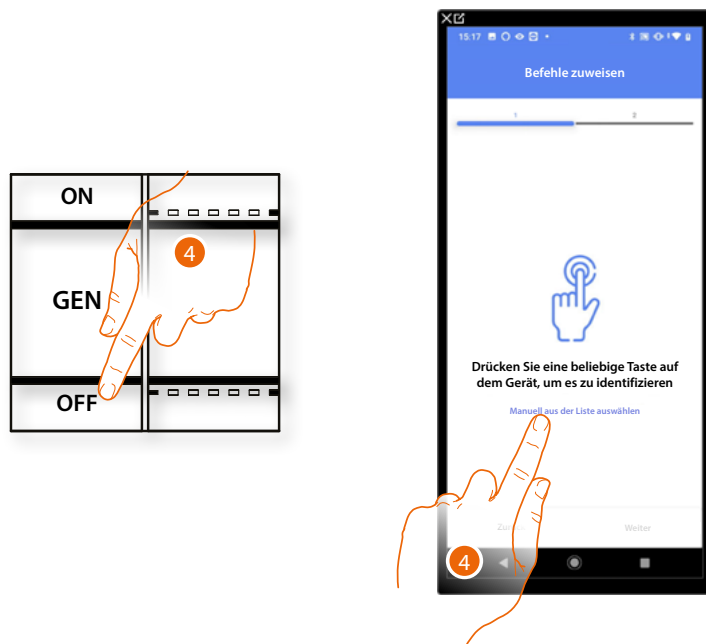 ON
GEN
OFF
4
15:17
Befehle zuweisen
1 2
Drücken Sie eine beliebige Taste auf
dem Gerät, um es zu identifizieren
Manuell aus der Liste auswählen
Weiter
4